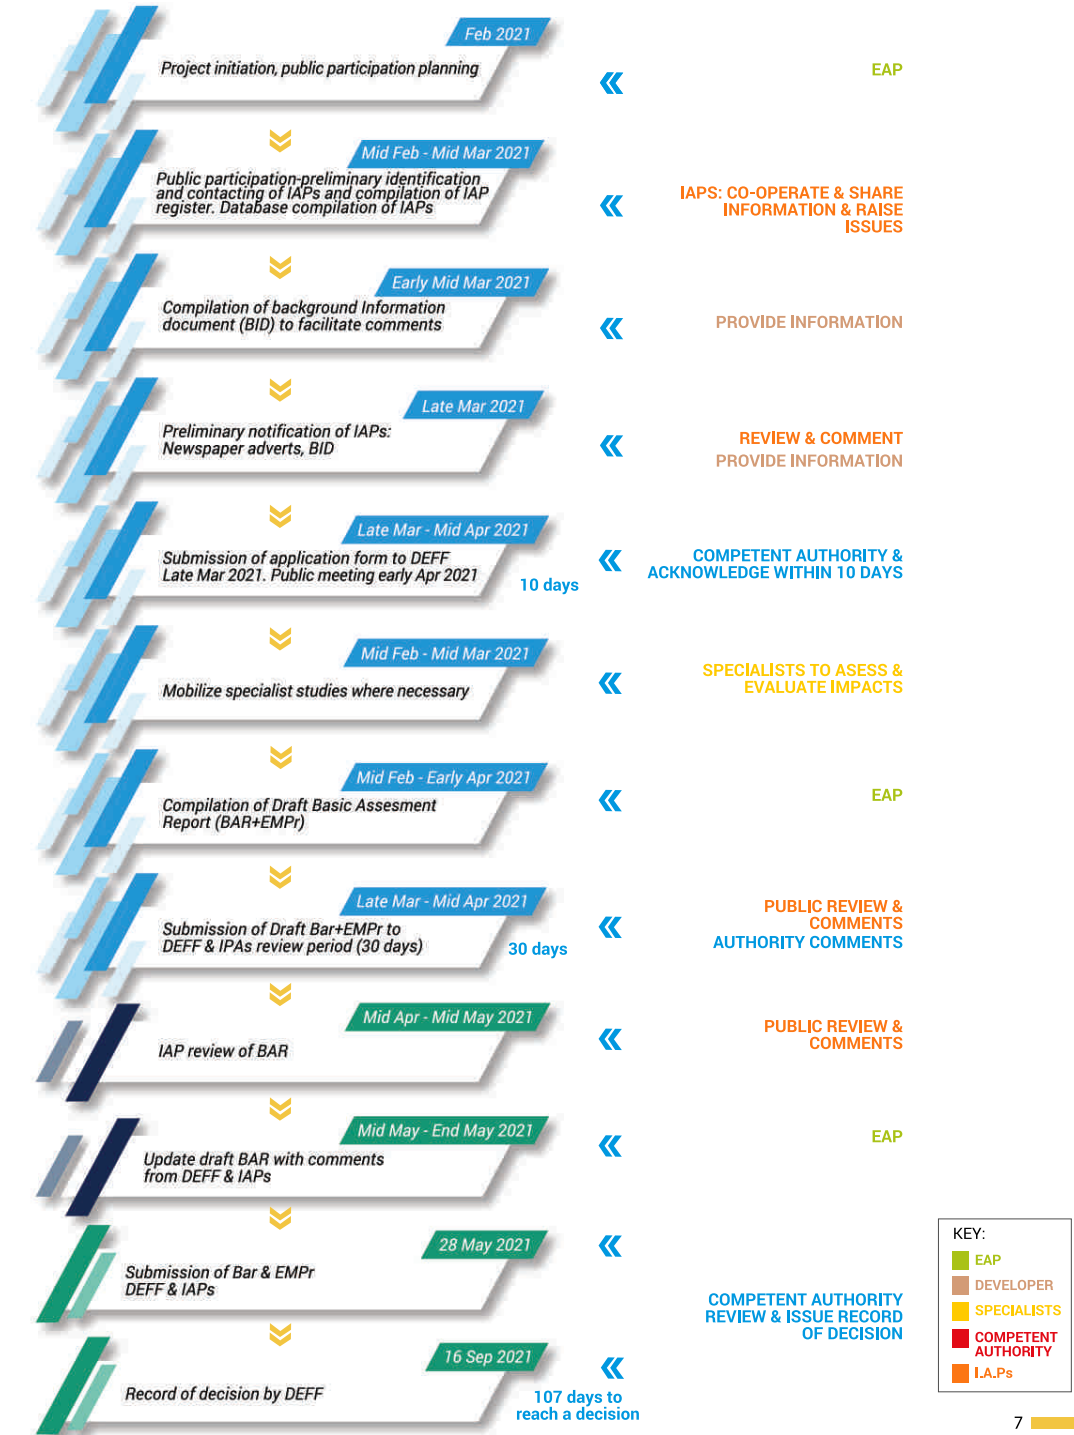 Feb 2021
Project initiation, public participation planning
EAP
Mid Feb - Mid Mar 2021
Public participation-preliminary identification
and contacting of IAPs and compilation of IAP
register. Database compilation of IAPs
IAPS: CO-OPERATE & SHARE
INFORMATION & RAISE
ISSUES
Early Mid Mar 2021
Compilation of background Information
document (BID) to facilitate comments
PROVIDE INFORMATION
Late Mar 2021
Preliminary notification of IAPs:
Newspaper adverts, BID
REVIEW & COMMENT
PROVIDE INFORMATION
Late Mar - Mid Apr 2021
Submission of application form to DEFF
Late Mar 2021. Public meeting early Apr 2021
10 days
COMPETENT AUTHORITY &
ACKNOWLEDGE WITHIN 10 DAYS
Mid Feb - Mid Mar 2021
Mobilize specialist studies where necessary
SPECIALISTS TO ASESS &
EVALUATE IMPACTS
Mid Feb - Early Apr 2021
Compilation of Draft Basic Assesment
Report (BAR+EMPr)
EAP
Late Mar - Mid Apr 2021
Submission of Draft Bar+EMPr to
DEFF & IPAs review period (30 days)
30 days
PUBLIC REVIEW &
COMMENTS
AUTHORITY COMMENTS
Mid Apr - Mid May 2021
IAP review of BAR
PUBLIC REVIEW &
COMMENTS
Mid May - End May 2021
Update draft BAR with comments
from DEFF & IAPs
EAP
28 May 2021
Submission of Bar & EMPr
DEFF & IAPs
COMPETENT AUTHORITY
REVIEW & ISSUE RECORD
OF DECISION
16 Sep 2021
Record of decision by DEFF
107 days to
reach a decision
KEY:
EAP
DEVELOPER
SPECIALISTS
COMPETENT
AUTHORITY
I.A.Ps
7